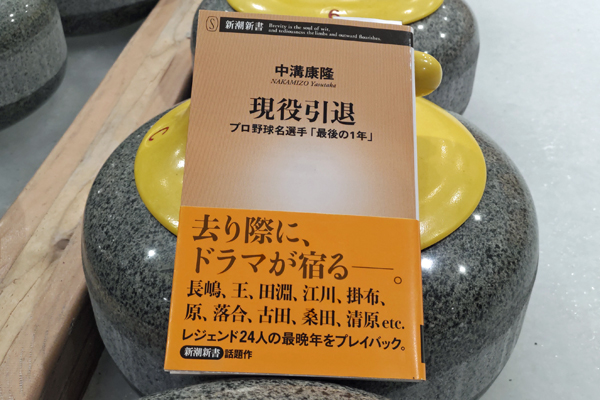 新潮新書
Brevity is the soul of wit,
and tediousness the limbs and outward flourishes.
中溝康隆
NAKAMIZO Yasutaka
現役引退
プロ野球名選手「最後の1年」
去り際に、
ドラマが宿る──。
長嶋、王、田淵、江川、掛布、
原、落合、古田、桑田、清原etc.
レジェンド24人の最晩年をプレイバック。
新潮新書 話題作